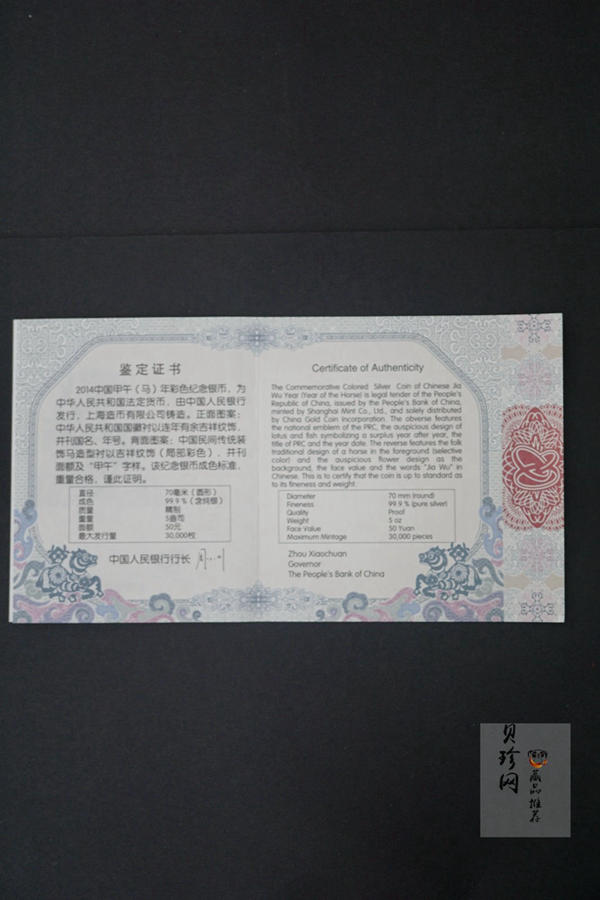 鉴定证书
2014中国甲午（马）年彩色纪念银币，为
中华人民共和国法定货币，由中国人民银行
发行，上海造币有限公司铸造。正面图案：
中华人民共和国国徽衬以连年有余吉祥纹饰，
并刊国名、年号。背面图案：中国民间传统装
饰马造型衬以吉祥纹饰（局部彩色），并刊
面额及“甲午”字样。该纪念银币成色标准，
重量合格，谨此证明。
直径 70毫米（圆形）
成色 99.9％（含纯银）
质量 精制
重量 5盎司
面额 50元
最大发行量 30,000枚
中国人民银行行长
Certificate of Authenticity
The Commemorative Colored Silver Coin of Chinese Jia
Wu Year (Year of the Horse) is legal tender of the People's
Republic of China, issued by the People's Bank of China,
minted by Shanghai Mint Co., Ltd., and solely distributed
by China Gold Coin Incorporation. The obverse features
the national emblem of the PRC, the auspicious design of
lotus and fish symbolizing a surplus year after year, the
title of PRC and the year date. The reverse features the folk
traditional design of a horse in the foreground (selective
color) and the auspicious flower design as the
background, the face value and the words "Jia Wu" in
Chinese. This is to certify that the coin is up to standard as
to its fineness and weight.
Diameter 70 mm (round)
Fineness 99.9 % (pure silver)
Quality Proof
Weight 5 oz
Face Value 50 Yuan
Maximum Mintage 30,000 pieces
Zhou Xiaochuan
Governor
The People's Bank of China
贝珍网
藏品推荐